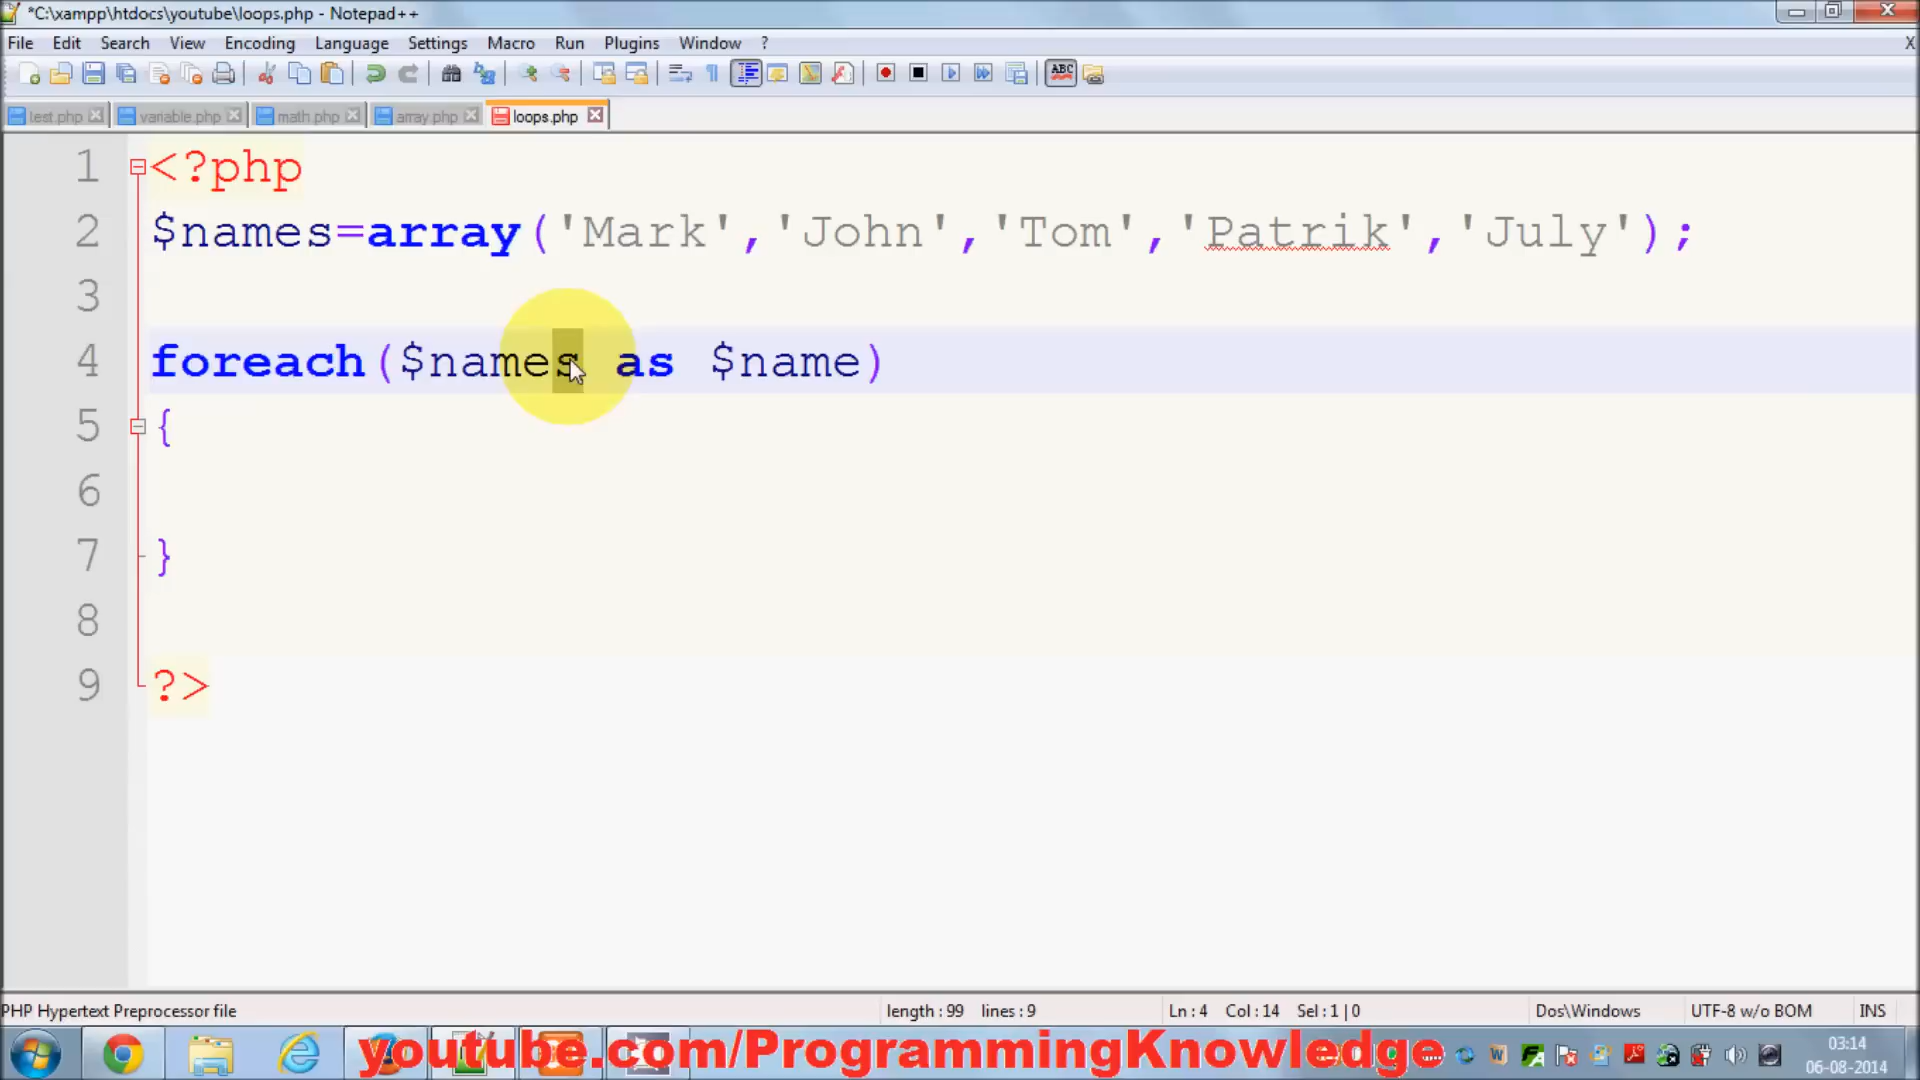 *C:\xampp\htdocs\youtube\loops.php - Notepad++
File Edit Search View Encoding Language Settings Macro Run Plugins Window ? X
ABC
test.php variable.php math.php array.php loops.php
1 <?php
2 $names=array('Mark','John','Tom','Patrik','July');
3
4 foreach($names as $name)
5 {
6
7 }
8
9 ?>
PHP Hypertext Preprocessor file length : 99 lines : 9 Ln : 4 Col : 14 Sel : 1 | 0 Dos\Windows UTF-8 w/o BOM INS
youtube.com/ProgrammingKnowledge
03:14
06-08-2014